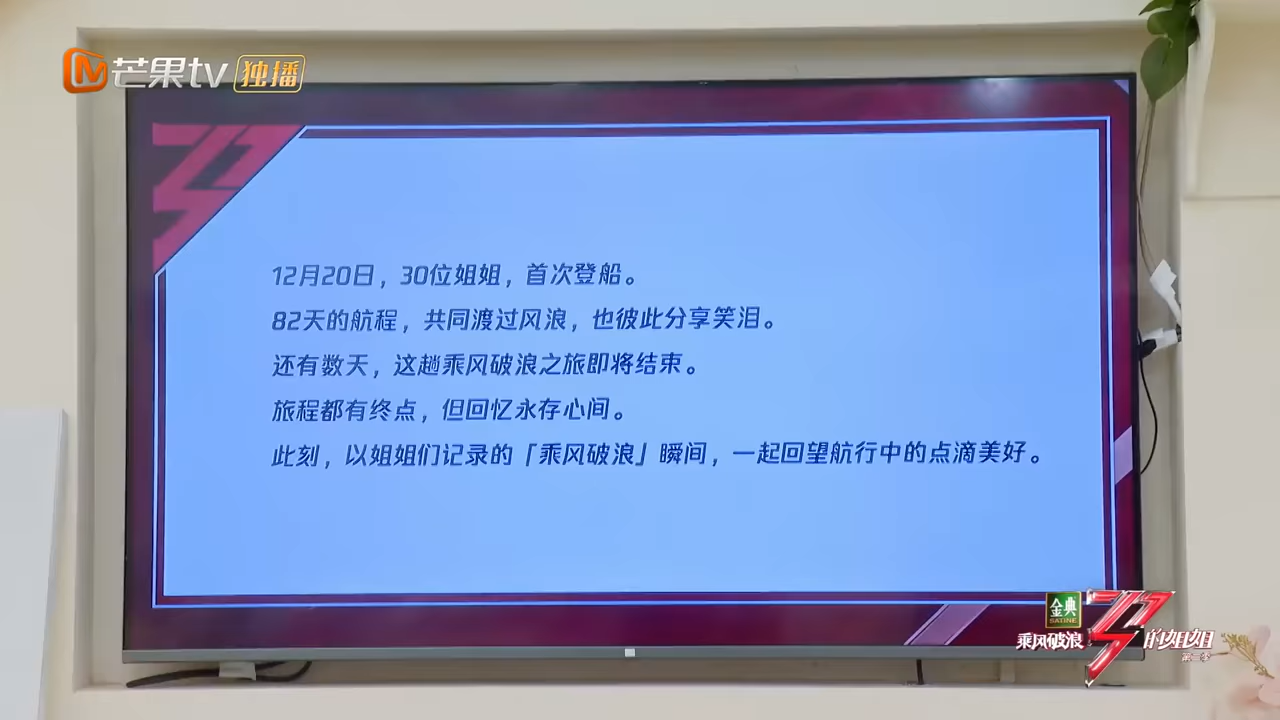 芒果tv 独播
12月20日，30位姐姐，首次登船。
82天的航程，共同渡过风浪，也彼此分享笑泪。
还有数天，这趟乘风破浪之旅即将结束。
旅程都有终点，但回忆永存心间。
此刻，以姐姐们记录的「乘风破浪」瞬间，一起回望航行中的点滴美好。
金典
SATINE
乘风破浪的姐姐